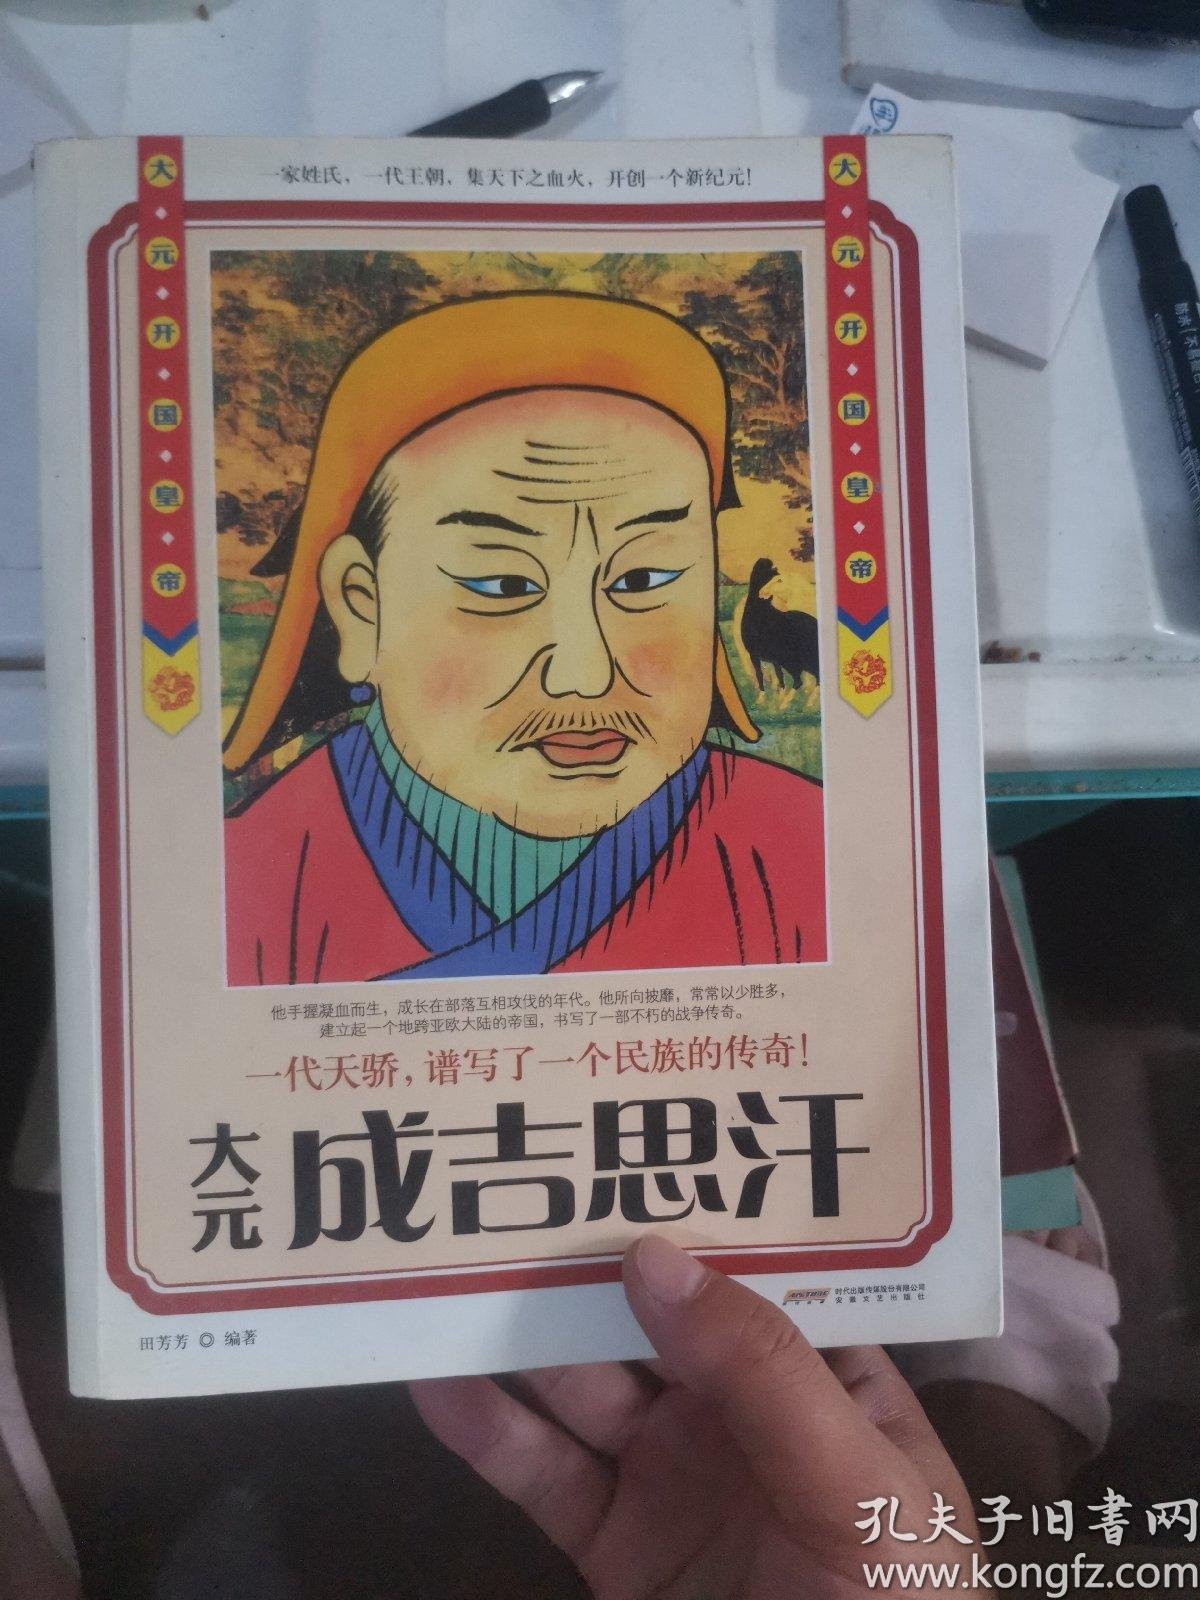 一家姓氏，一代王朝，集天下之血火，开创一个新纪元！
大·元·开·国·皇·帝
大·元·开·国·皇·帝
他手握凝血而生，成长在部落互相攻伐的年代。他所向披靡，常常以少胜多，
建立起一个地跨亚欧大陆的帝国，书写了一部不朽的战争传奇。
一代天骄，谱写了一个民族的传奇！
大元 成吉思汗
田芳芳 ◎ 编著
时代出版传媒股份有限公司
安徽文艺出版社
孔夫子旧書网
www.kongfz.com